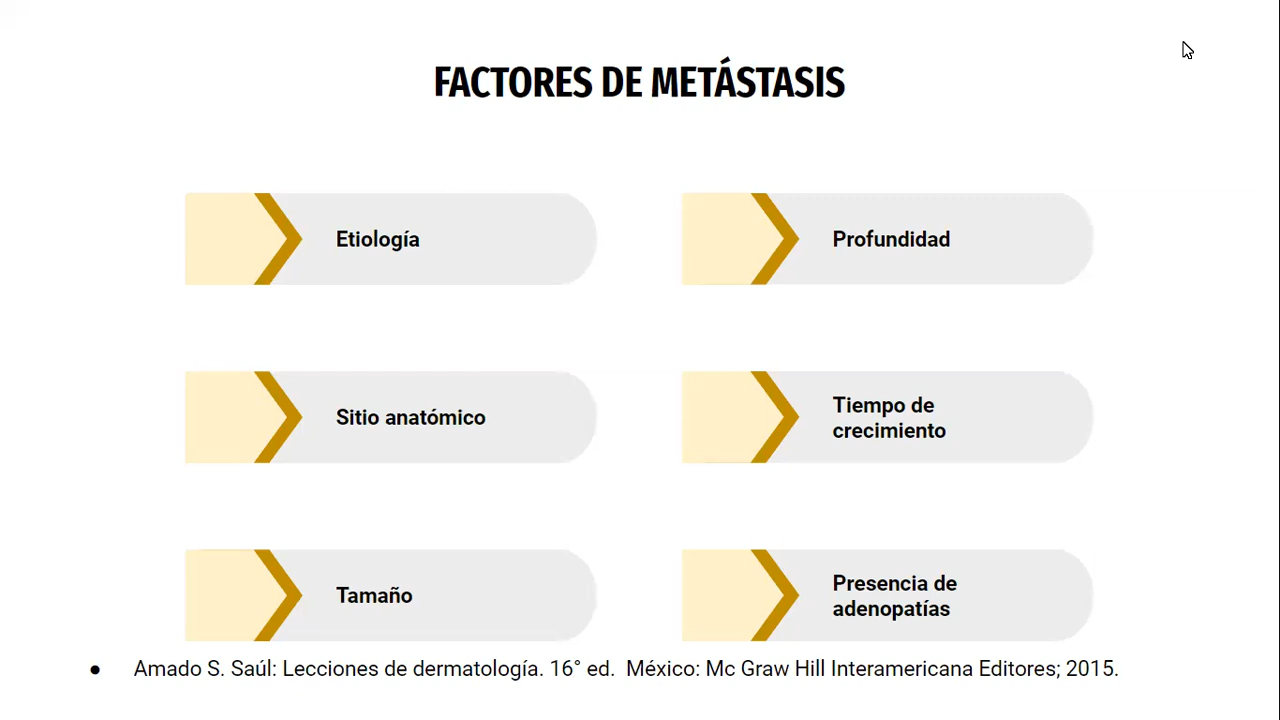 FACTORES DE METÁSTASIS
Etiología
Profundidad
Sitio anatómico
Tiempo de
crecimiento
Tamaño
Presencia de
adenopatías
● Amado S. Saúl: Lecciones de dermatología. 16° ed. México: Mc Graw Hill Interamericana Editores; 2015.